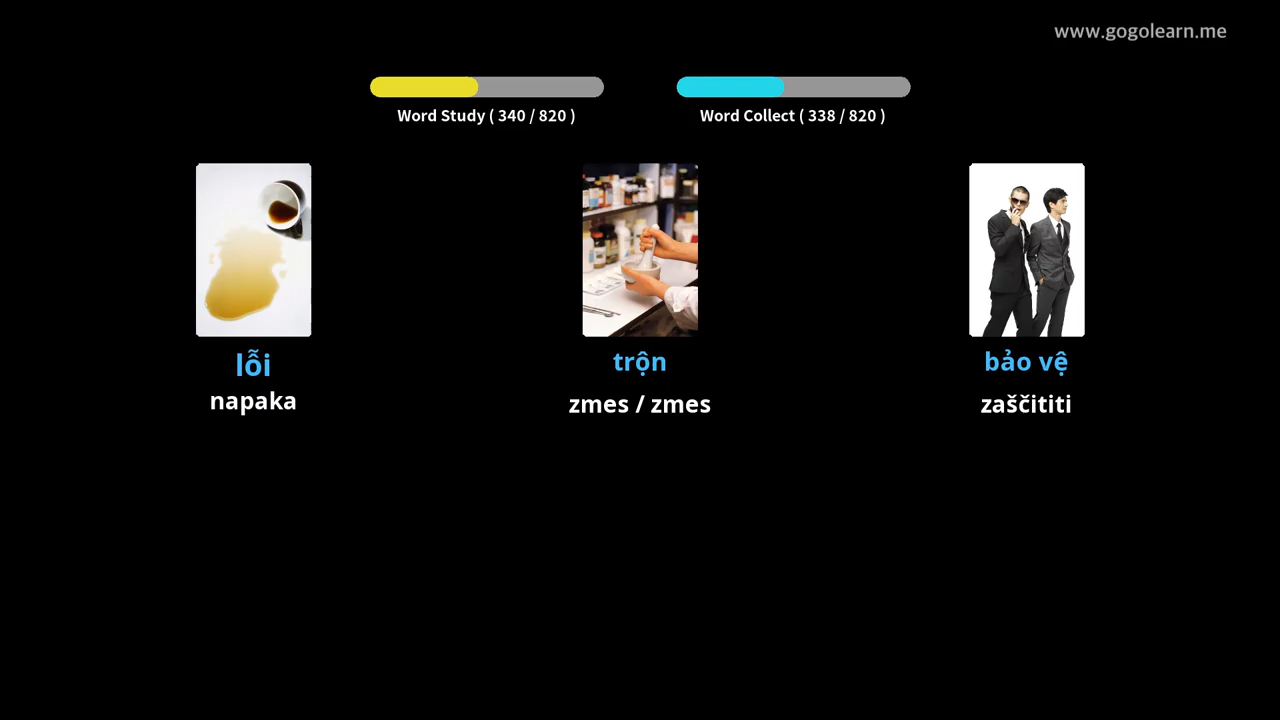 www.gogolearn.me
Word Study ( 340 / 820 )
Word Collect ( 338 / 820 )
lỗi
napaka
trộn
zmes / zmes
bảo vệ
zaščititi